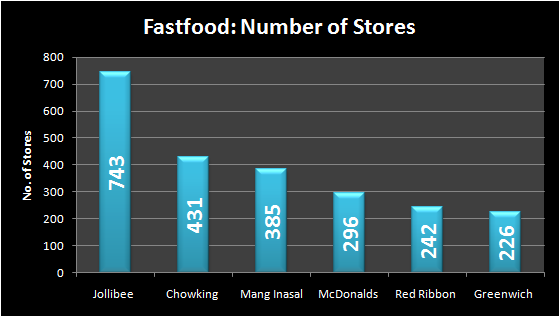 Fastfood: Number of Stores
No. of Stores
800
700
600
500
400
300
200
100
0
743
431
385
296
242
226
Jollibee
Chowking
Mang Inasal
McDonalds
Red Ribbon
Greenwich